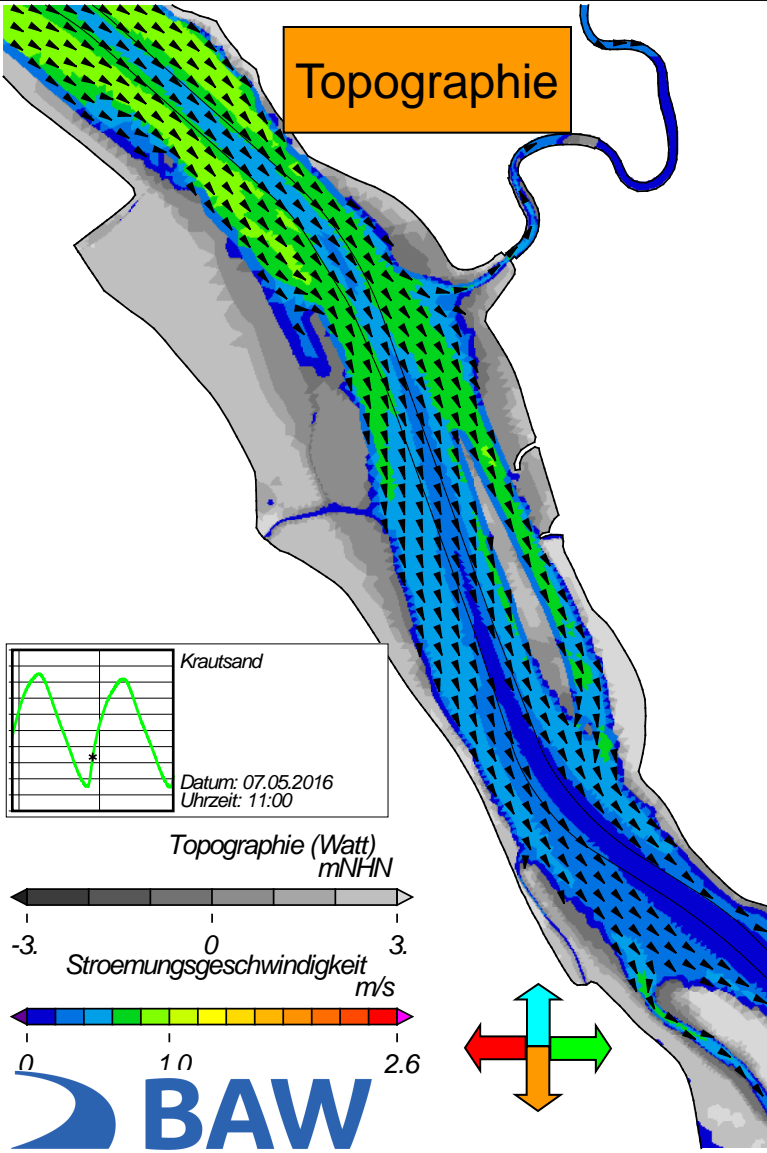 Topographie
Krautsand
Datum: 07.05.2016
Uhrzeit: 11:00
Topographie (Watt)
mNHN
-3. 0 3.
Stroemungsgeschwindigkeit
m/s
0 1.0 2.6
BAW